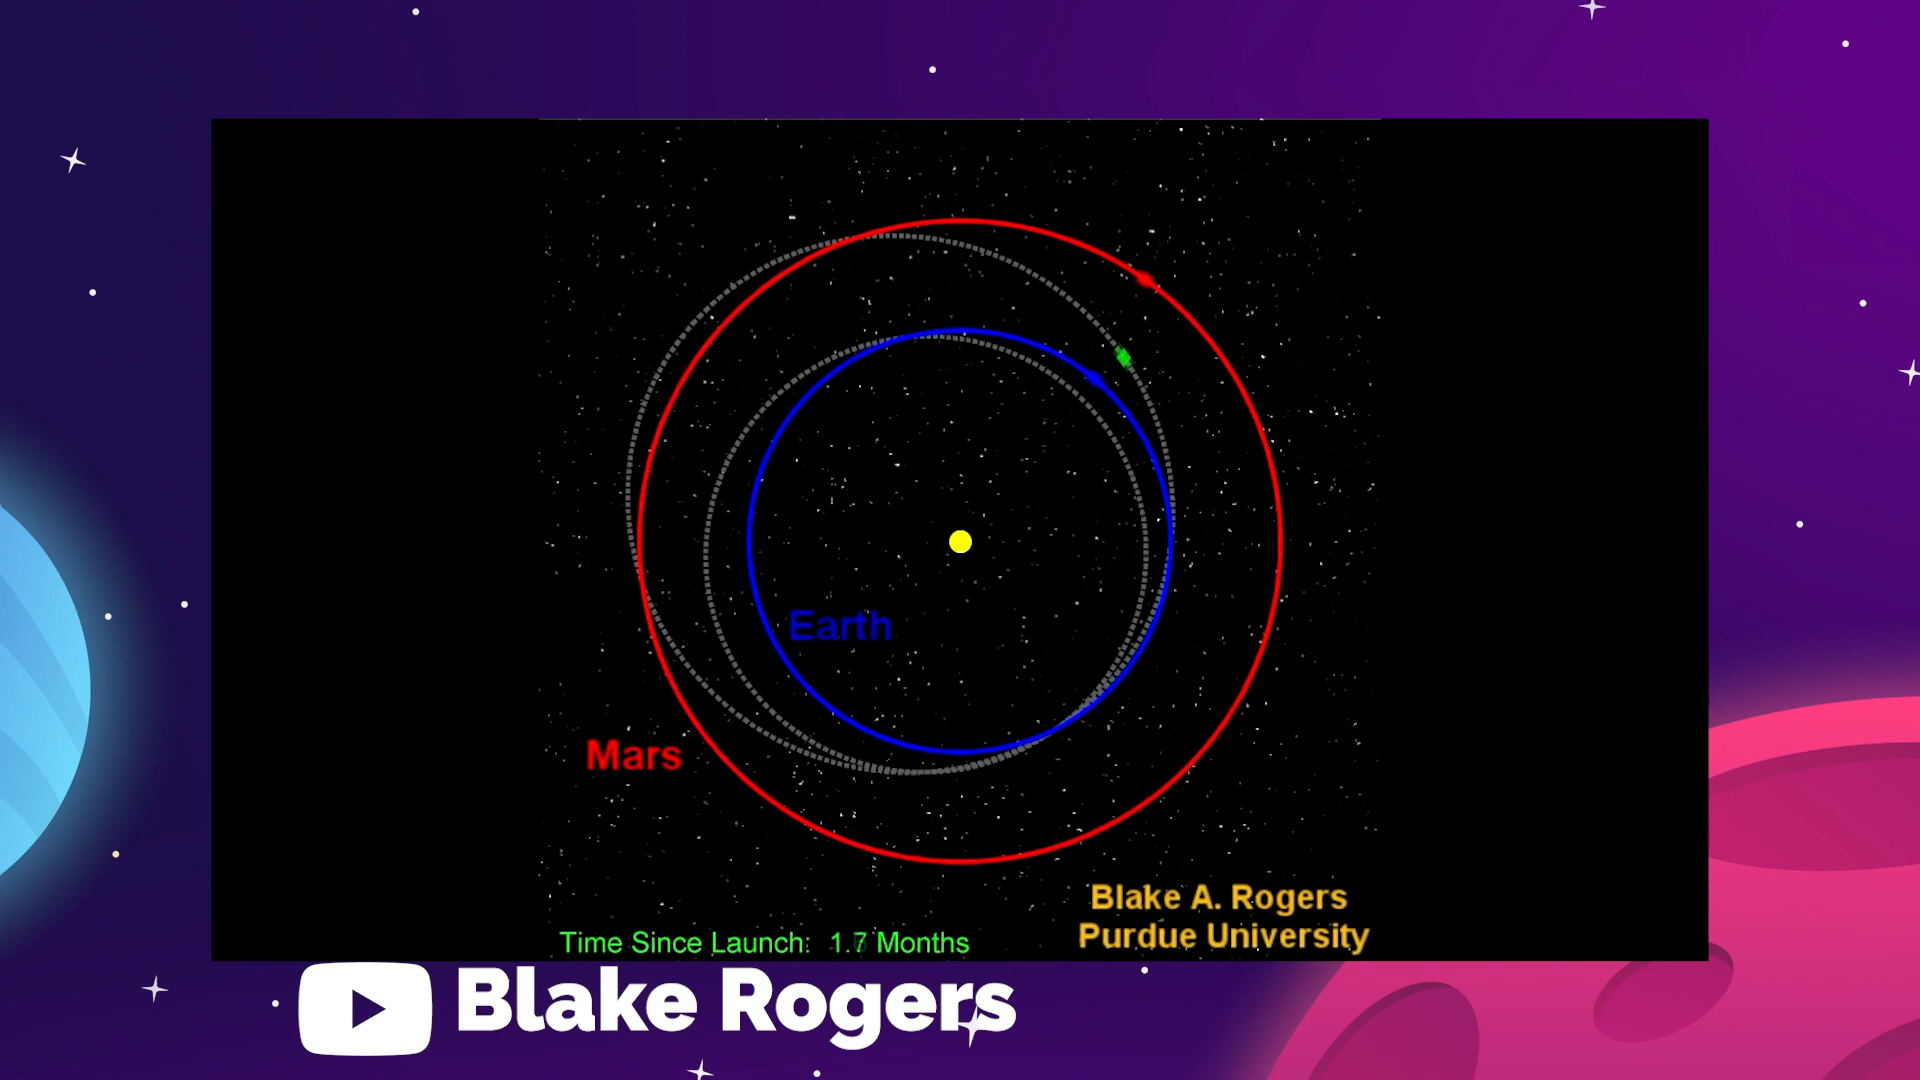 Earth
Mars
Blake A. Rogers
Purdue University
Time Since Launch: 1.7 Months
Blake Rogers